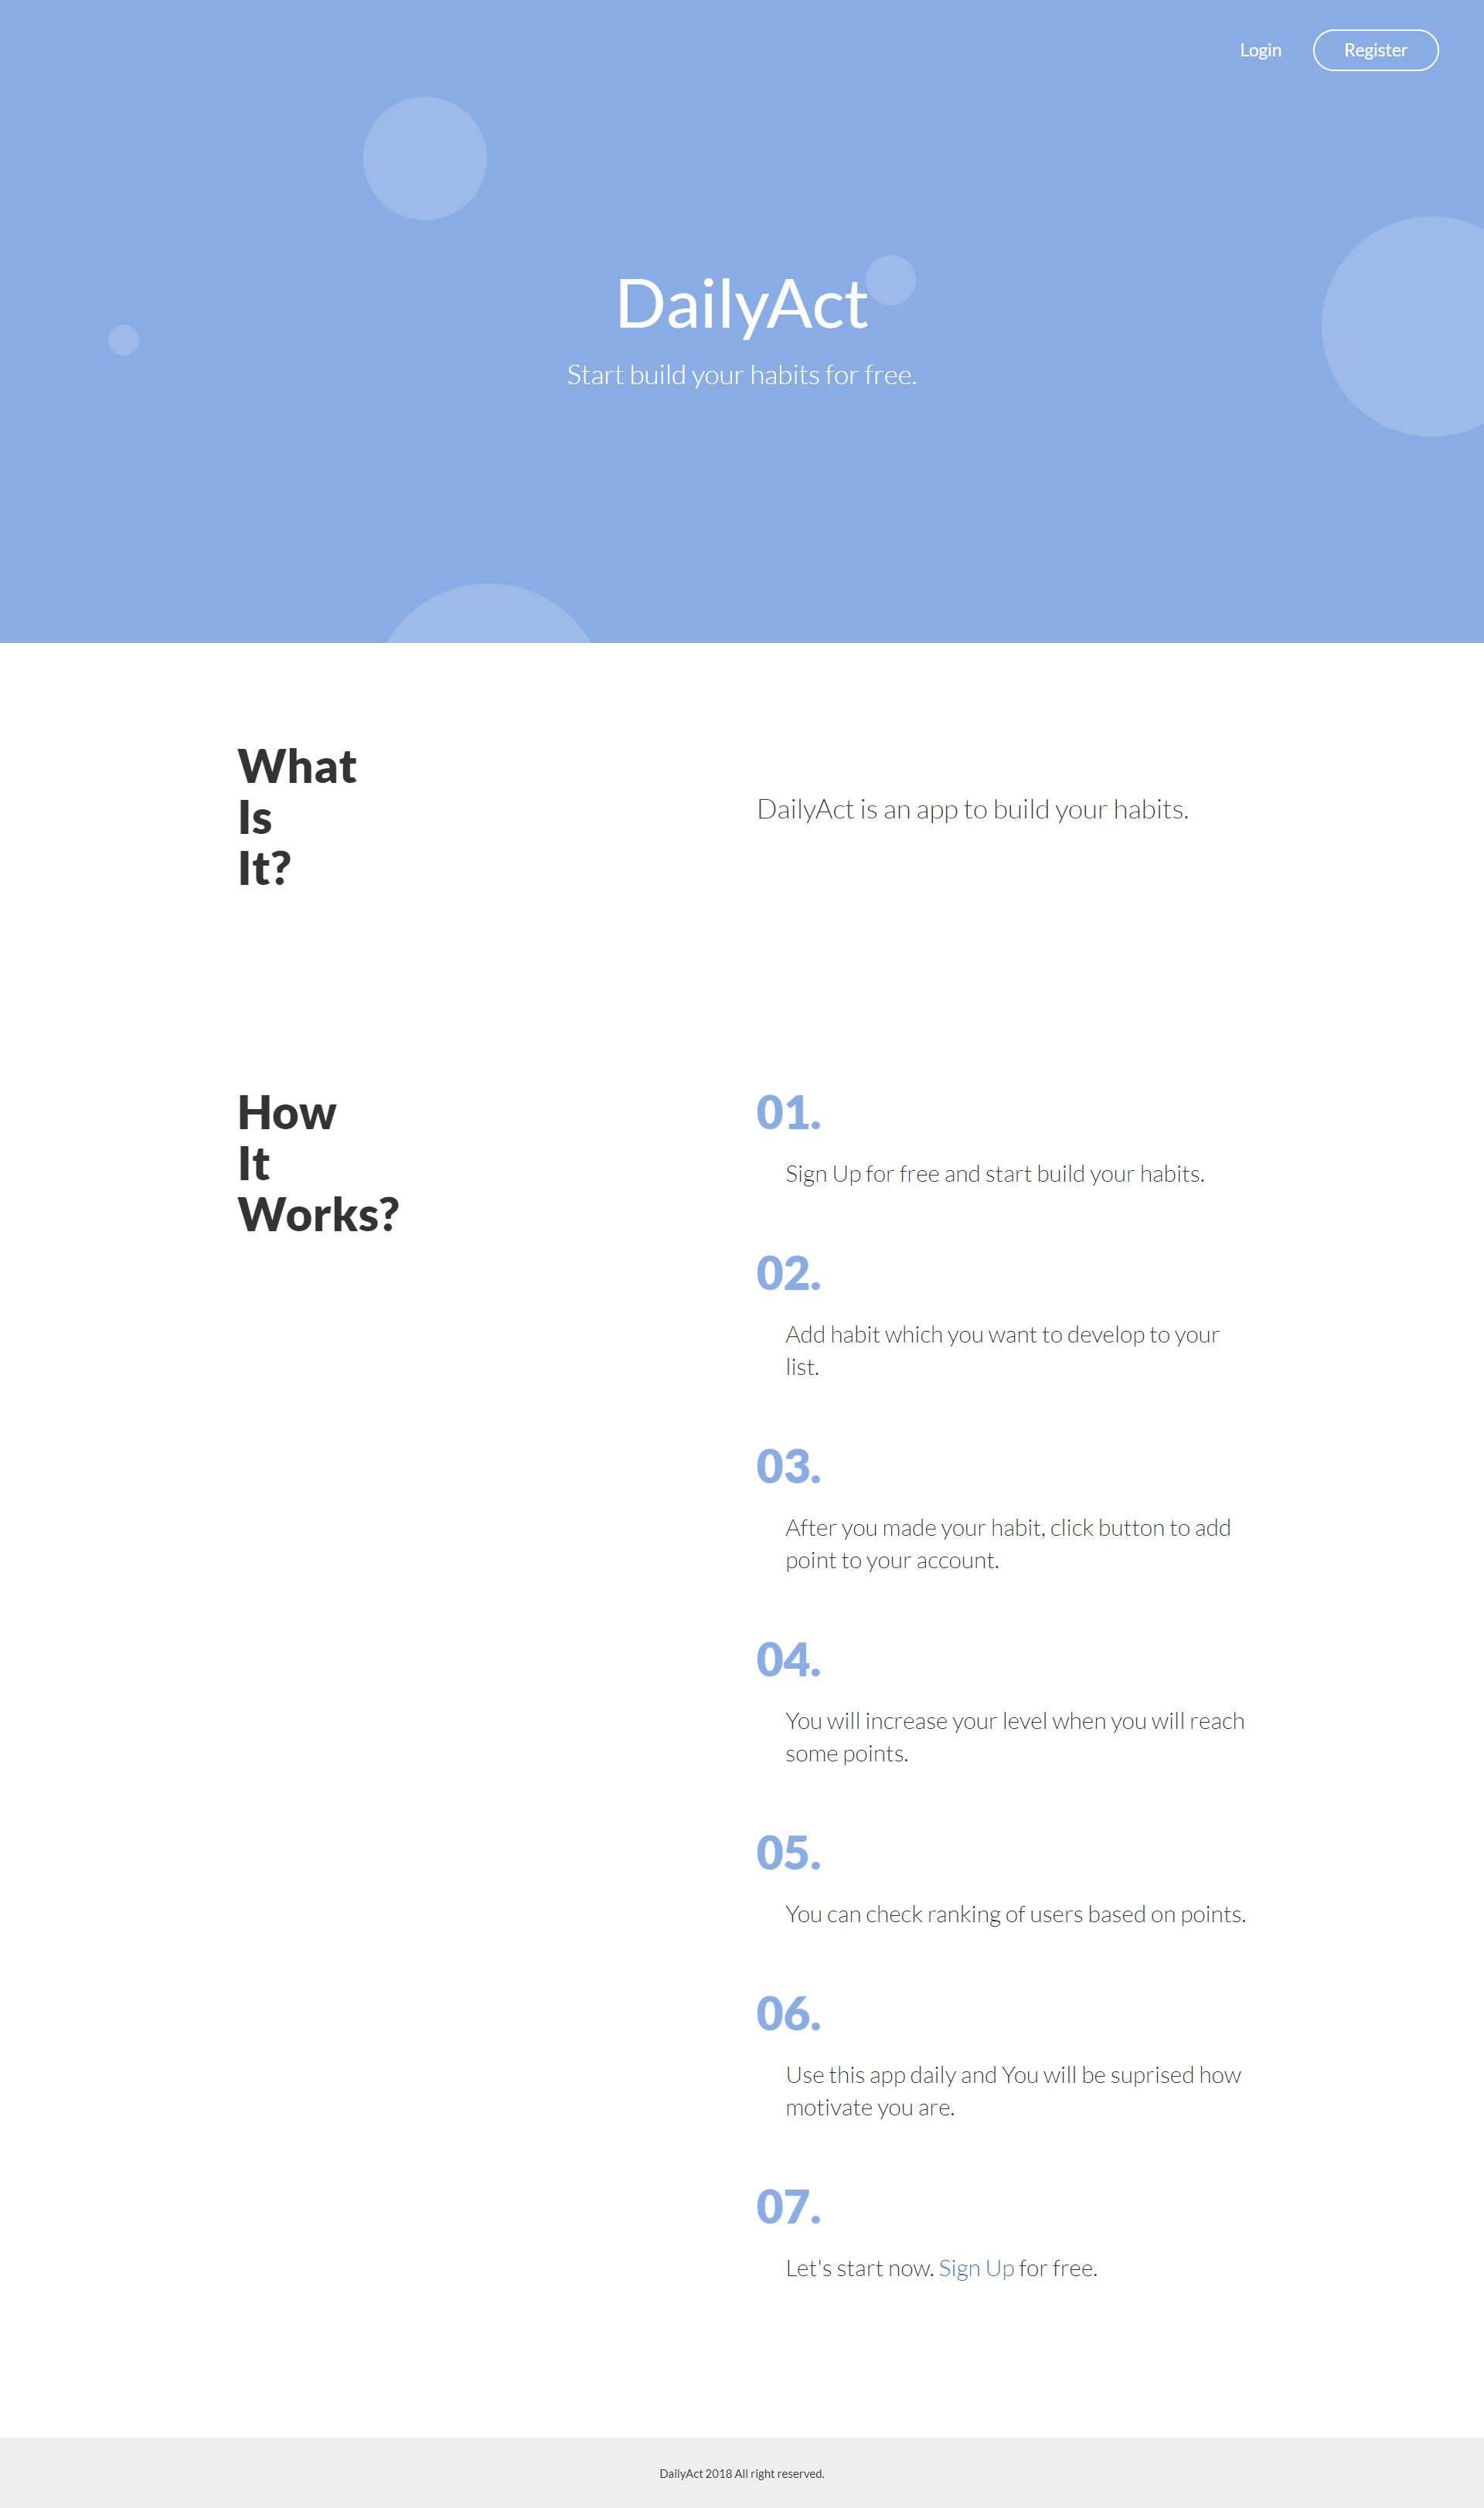 Login
Register
DailyAct
Start build your habits for free.
What
Is
It?
DailyAct is an app to build your habits.
How
It
Works?
01.
Sign Up for free and start build your habits.
02.
Add habit which you want to develop to your
list.
03.
After you made your habit, click button to add
point to your account.
04.
You will increase your level when you will reach
some points.
05.
You can check ranking of users based on points.
06.
Use this app daily and You will be suprised how
motivate you are.
07.
Let's start now. Sign Up for free.
DailyAct 2018 All right reserved.